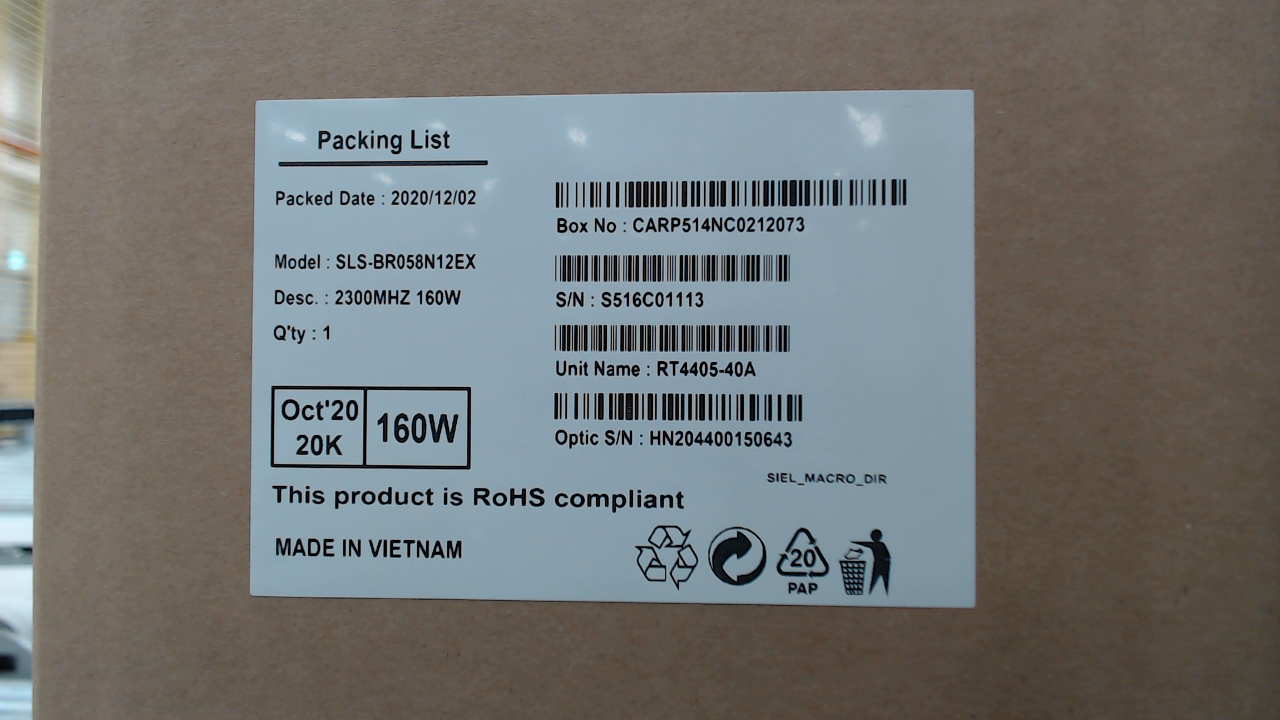 Packing List
Packed Date : 2020/12/02
Box No : CARP514NC0212073
Model : SLS-BR058N12EX
Desc. : 2300MHZ 160W
S/N : S516C01113
Q'ty : 1
Unit Name : RT4405-40A
Oct'20
20K
160W
Optic S/N : HN204400150643
SIEL_MACRO_DIR
This product is RoHS compliant
MADE IN VIETNAM
20
PAP